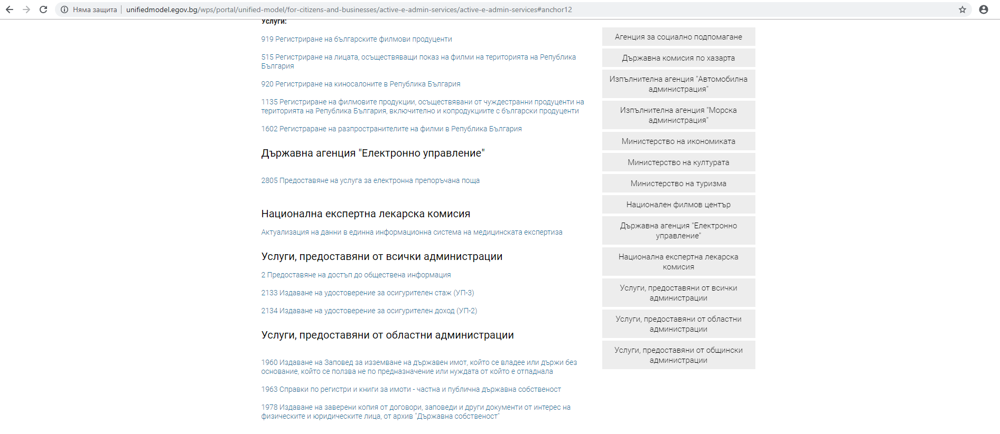 Няма защита | unifiedmodel.egov.bg/wps/portal/unified-model/for-citizens-and-businesses/active-e-admin-services/active-e-admin-services#anchor12
Услуги:
919 Регистриране на българските филмови продуценти
515 Регистриране на лицата, осъществяващи показ на филми на територията на Република
България
920 Регистриране на киносалоните в Република България
1135 Регистриране на филмовите продукции, осъществявани от чуждестранни продуценти на
територията на Република България, включително и копродукциите с български продуценти
1602 Регистраране на разпространителите на филми в Република България
Държавна агенция "Електронно управление"
2805 Предоставяне на услуга за електронна препоръчана поща
Национална експертна лекарска комисия
Актуализация на данни в единна информационна система на медицинската експертиза
Услуги, предоставяни от всички администрации
2 Предоставяне на достъп до обществена информация
2133 Издаване на удостоверение за осигурителен стаж (УП-3)
2134 Издаване на удостоверение за осигурителен доход (УП-2)
Услуги, предоставяни от областни администрации
1960 Издаване на Заповед за изземване на държавен имот, който се владее или държи без
основание, който се ползва не по предназначение или нуждата от който е отпаднала
1963 Справки по регистри и книги за имоти - частна и публична държавна собственост
1978 Издаване на заверени копия от договори, заповеди и други документи от интерес на
физическите и юридическите лица, от архив "Държавна собственост"
Агенция за социално подпомагане
Държавна комисия по хазарта
Изпълнителна агенция "Автомобилна
администрация"
Изпълнителна агенция "Морска
администрация"
Министерство на икономиката
Министерство на културата
Министерство на туризма
Национален филмов център
Държавна агенция "Електронно
управление"
Национална експертна лекарска
комисия
Услуги, предоставяни от всички
администрации
Услуги, предоставяни от областни
администрации
Услуги, предоставяни от общински
администрации